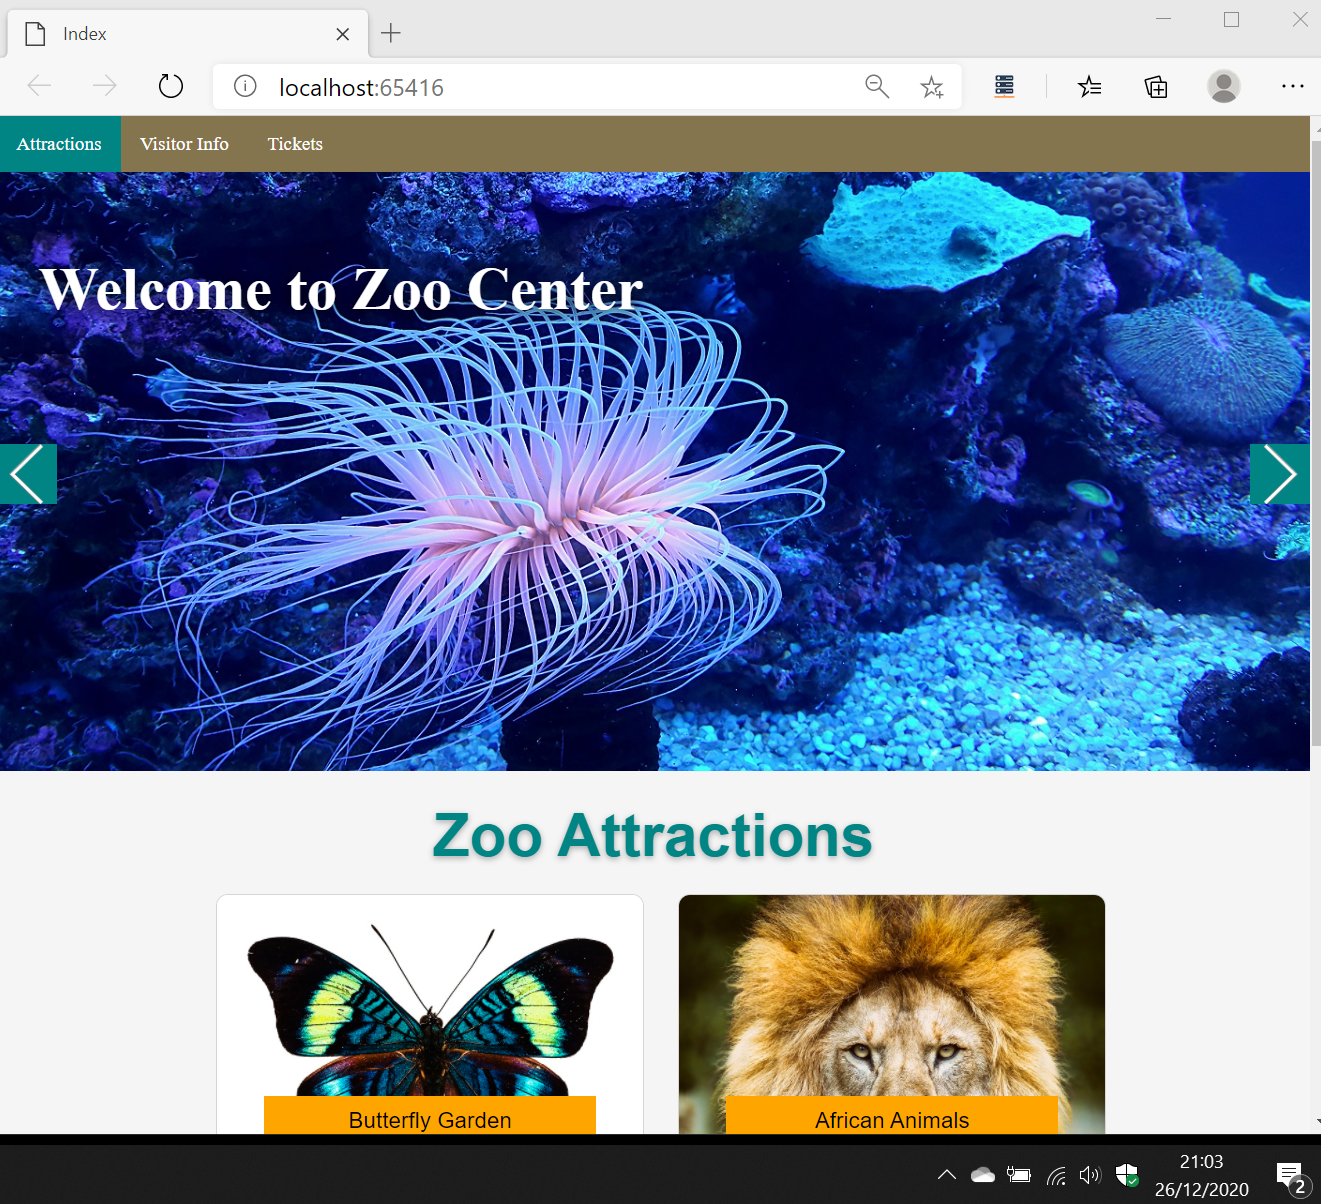 Index
localhost:65416
Attractions Visitor Info Tickets
Welcome to Zoo Center
Zoo Attractions
Butterfly Garden
African Animals
21:03
26/12/2020
2